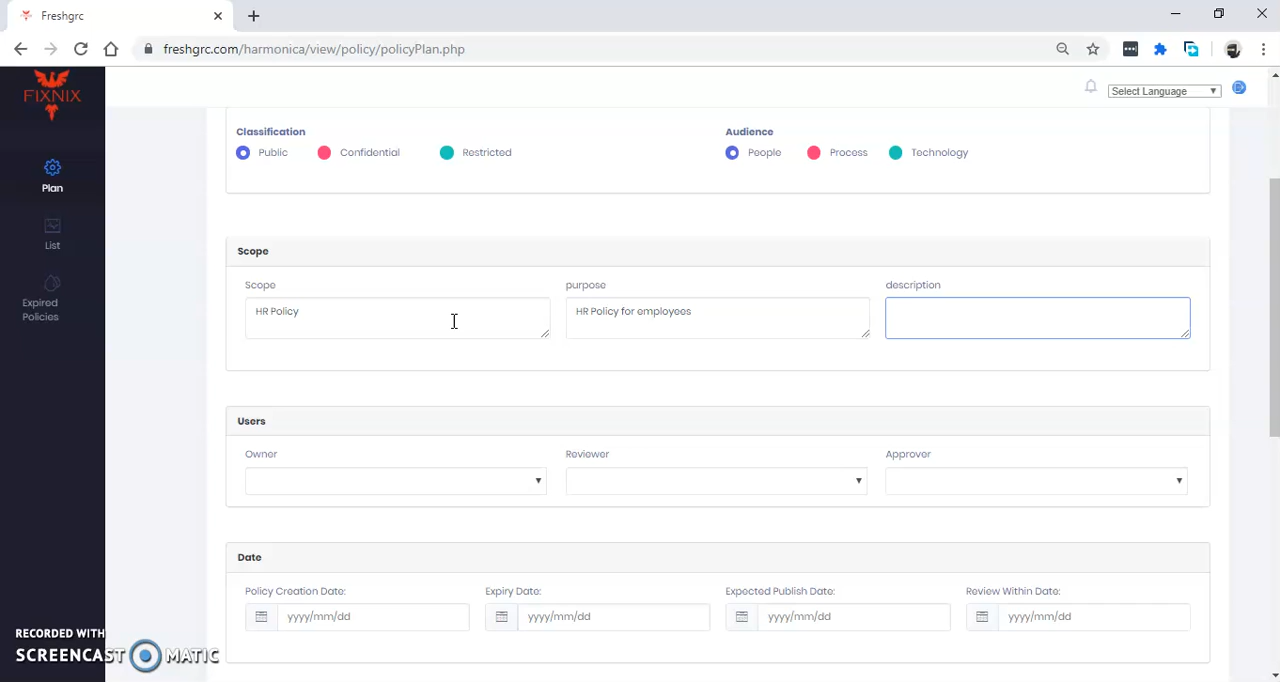 Freshgrc
freshgrc.com/harmonica/view/policy/policyPlan.php
FIXNIX
Select Language
Plan
List
Expired
Policies
Classification
Public Confidential Restricted
Audience
People Process Technology
Scope
Scope purpose description
HR Policy HR Policy for employees
Users
Owner Reviewer Approver
Date
Policy Creation Date: Expiry Date: Expected Publish Date: Review Within Date:
yyyy/mm/dd yyyy/mm/dd yyyy/mm/dd yyyy/mm/dd
RECORDED WITH
SCREENCAST MATIC